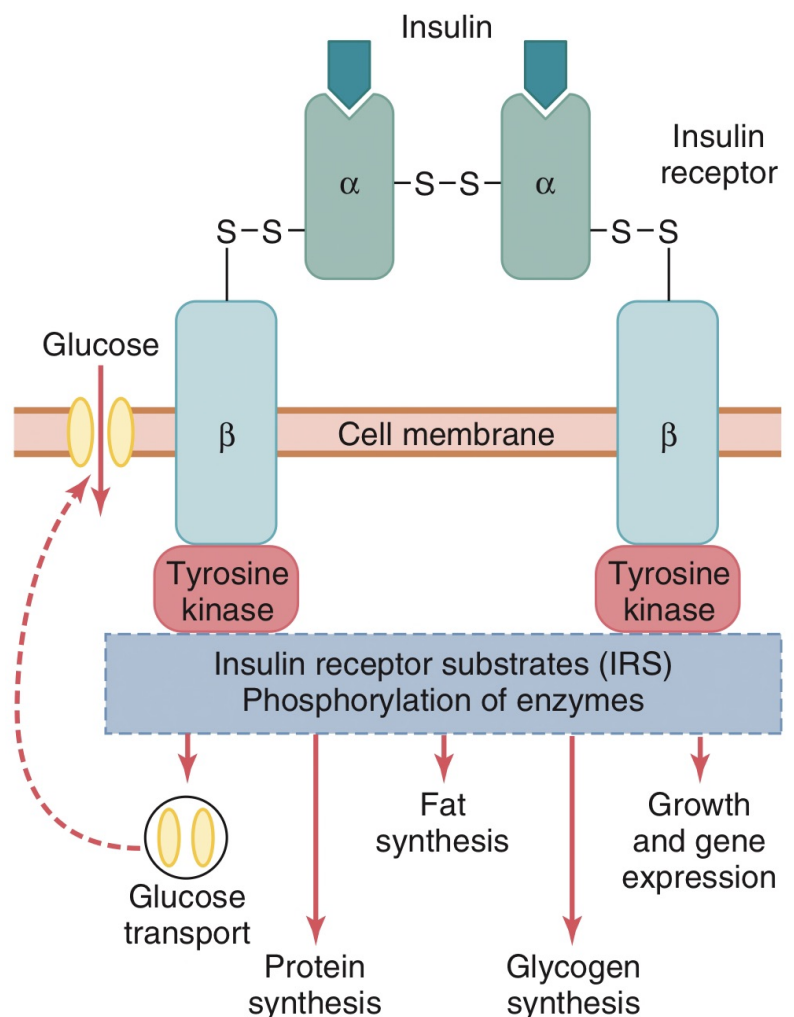 Insulin
Insulin
receptor
α
–S–S–
α
S–S–
–S–S
Glucose
β
Cell membrane
β
Tyrosine
kinase
Tyrosine
kinase
Insulin receptor substrates (IRS)
Phosphorylation of enzymes
Glucose
transport
Fat
synthesis
Growth
and gene
expression
Protein
synthesis
Glycogen
synthesis